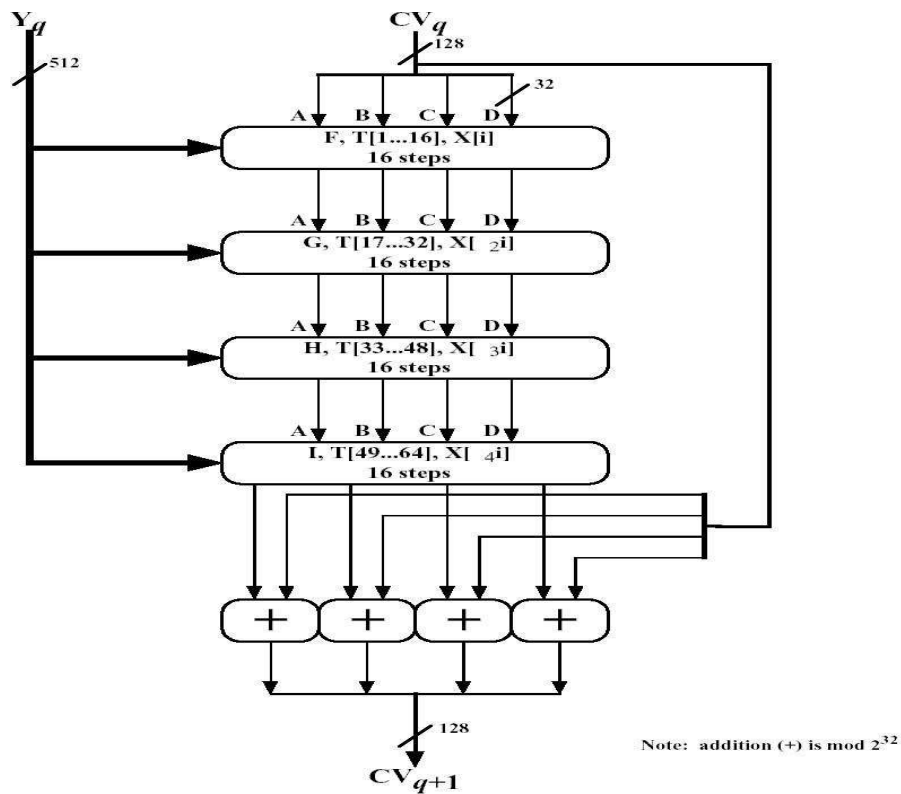 Yq
CVq
512
128
32
A B C D
F, T[1...16], X[i]
16 steps
A B C D
G, T[17...32], X[ 2i]
16 steps
A B C D
H, T[33...48], X[ 3i]
16 steps
A B C D
I, T[49...64], X[ 4i]
16 steps
+ + + +
128
Note: addition (+) is mod 2^32
CVq+1